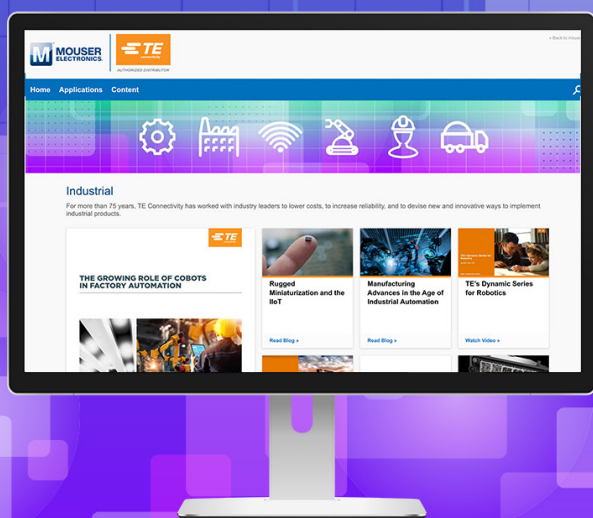 « Back to mouse
M MOUSER
ELECTRONICS
TE
connectivity
AUTHORIZED DISTRIBUTOR
Home Applications Content
Industrial
For more than 75 years, TE Connectivity has worked with industry leaders to lower costs, to increase reliability, and to devise new and innovative ways to implement
industrial products.
TE
THE GROWING ROLE OF COBOTS
IN FACTORY AUTOMATION
Rugged
Miniaturization and the
IIoT
Read Blog »
Manufacturing
Advances in the Age of
Industrial Automation
Read Blog »
TE's Dynamic Series
for Robotics
Watch Video »